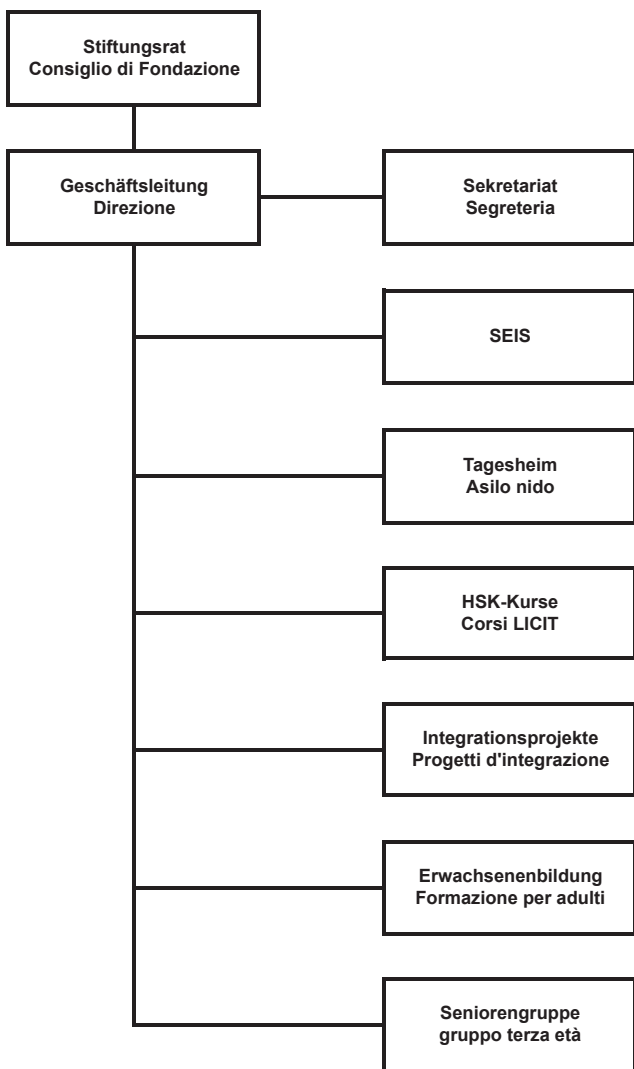 Stiftungsrat
Consiglio di Fondazione
Geschäftsleitung
Direzione
Sekretariat
Segreteria
SEIS
Tagesheim
Asilo nido
HSK-Kurse
Corsi LICIT
Integrationsprojekte
Progetti d'integrazione
Erwachsenenbildung
Formazione per adulti
Seniorengruppe
gruppo terza età